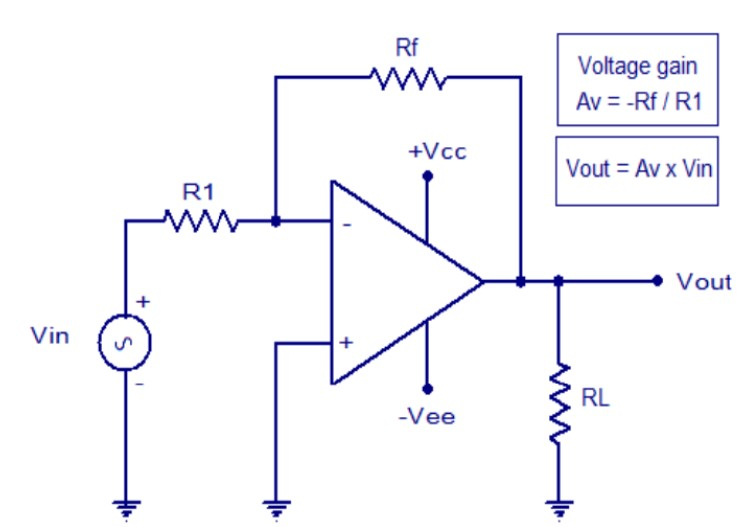 Rf
Voltage gain
Av = -Rf / R1
+Vcc
Vout = Av x Vin
R1
-
+
Vout
Vin
S
+
-
RL
-Vee